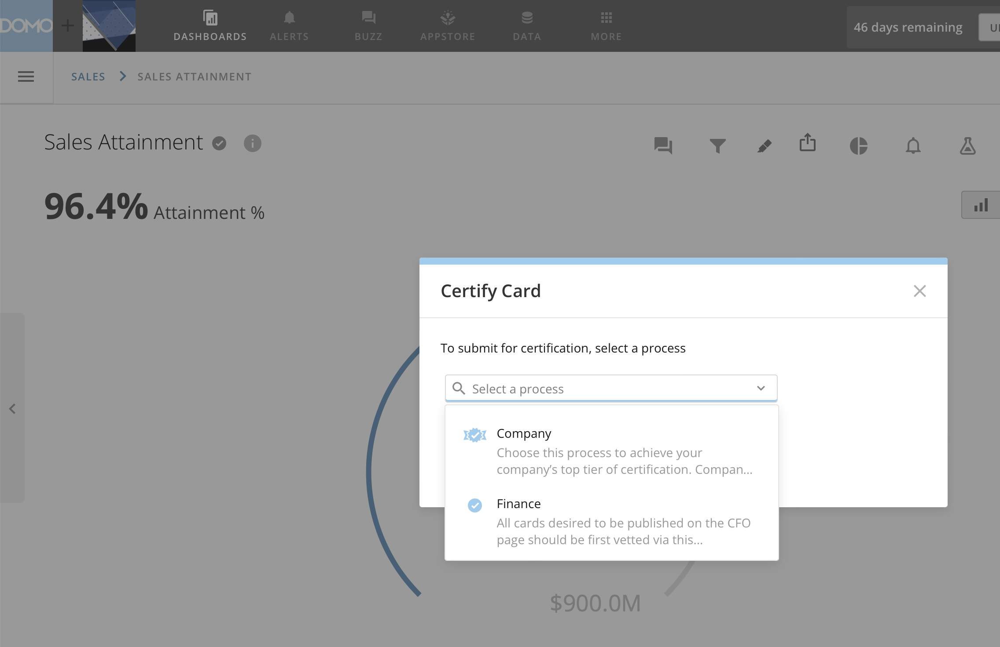 DOMO
DASHBOARDS
ALERTS
BUZZ
APPSTORE
DATA
MORE
46 days remaining
SALES
SALES ATTAINMENT
Sales Attainment
96.4% Attainment %
Certify Card
To submit for certification, select a process
Select a process
Company
Choose this process to achieve your
company’s top tier of certification. Compan...
Finance
All cards desired to be published on the CFO
page should be first vetted via this...
$900.0M